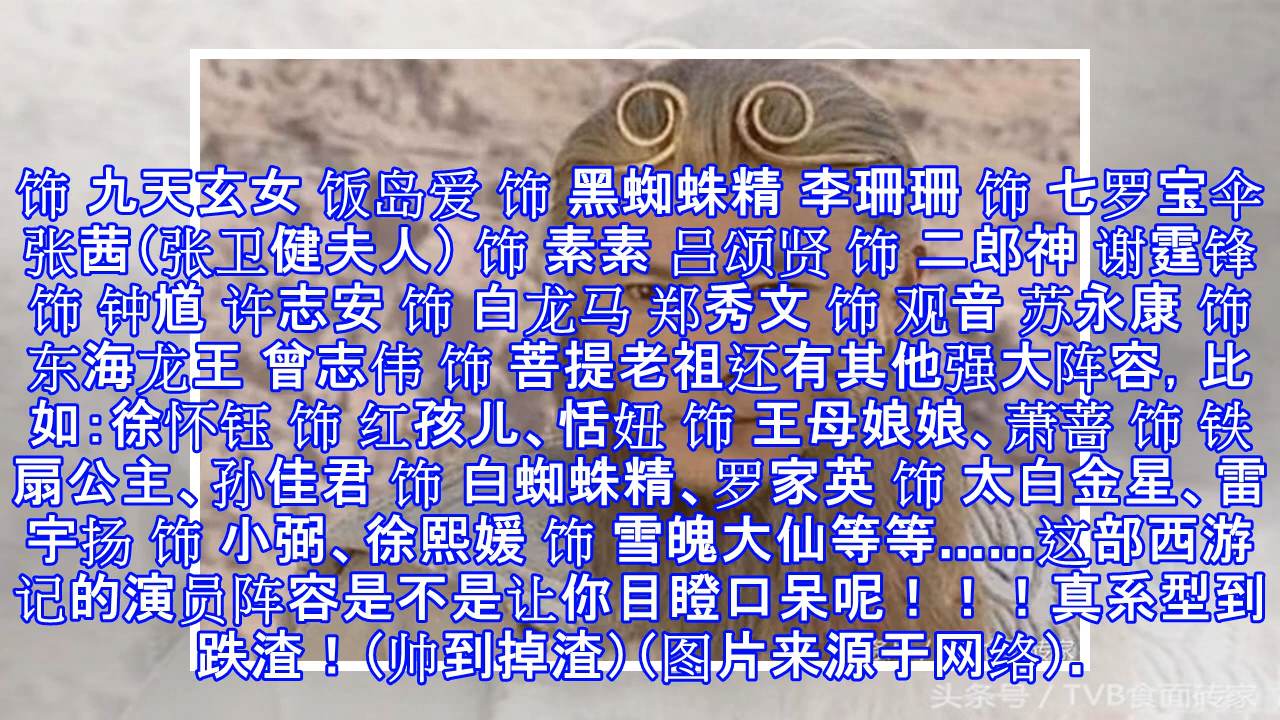 饰 九天玄女 饭岛爱 饰 黑蜘蛛精 李珊珊 饰 七罗宝伞
张茜(张卫健夫人) 饰 素素 吕颂贤 饰 二郎神 谢霆锋
饰 钟馗 许志安 饰 白龙马 郑秀文 饰 观音 苏永康 饰
东海龙王 曾志伟 饰 菩提老祖还有其他强大阵容, 比
如:徐怀钰 饰 红孩儿、恬妞 饰 王母娘娘、萧蔷 饰 铁
扇公主、孙佳君 饰 白蜘蛛精、罗家英 饰 太白金星、雷
宇扬 饰 小弼、徐熙媛 饰 雪魄大仙等等......这部西游
记的演员阵容是不是让你目瞪口呆呢！！！真系型到
跌渣！(帅到掉渣)(图片来源于网络).
头条号 / TVB食面砖家